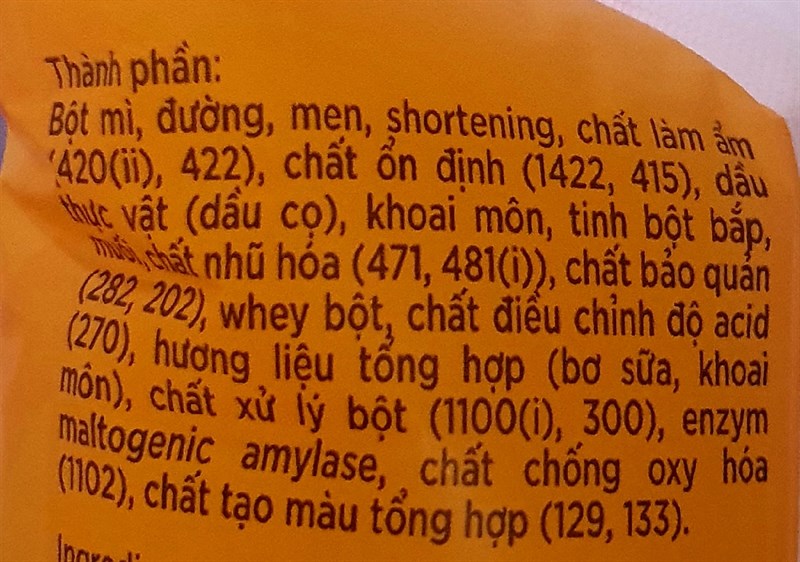 Thành phần:
Bột mì, đường, men, shortening, chất làm ẩm
(420(ii), 422), chất ổn định (1422, 415), dầu
thực vật (dầu cọ), khoai môn, tinh bột bắp,
muối, chất nhũ hóa (471, 481(i)), chất bảo quản
(282, 202), whey bột, chất điều chỉnh độ acid
(270), hương liệu tổng hợp (bơ sữa, khoai
môn), chất xử lý bột (1100(i), 300), enzym
maltogenic amylase, chất chống oxy hóa
(1102), chất tạo màu tổng hợp (129, 133).